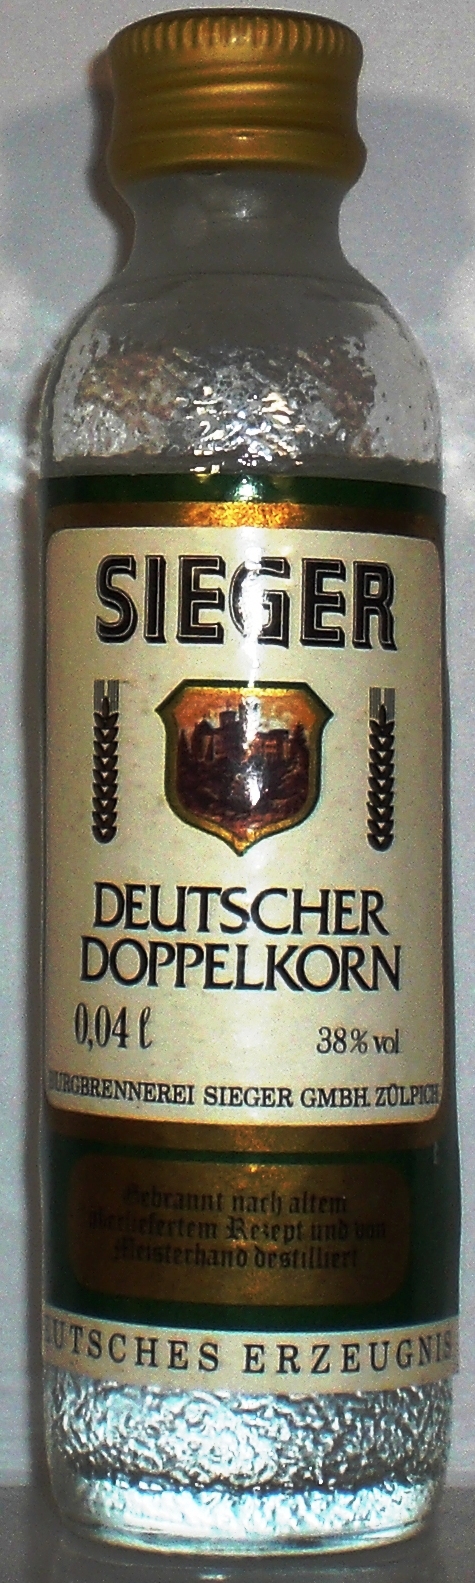 SIEGER
DEUTSCHER
DOPPELKORN
0,04 ℓ 38% vol
BURGBRENNEREI SIEGER GMBH. ZÜLPICH
Gebrannt nach altem
überliefertem Rezept und von
Meisterhand destilliert
DEUTSCHES ERZEUGNIS